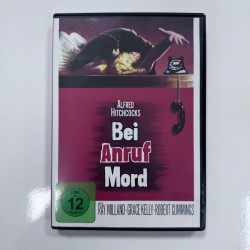 ALFRED
HITCHCOCKS
Bei
Anruf
Mord
12
RAY MILLAND · GRACE KELLY · ROBERT CUMMINGS